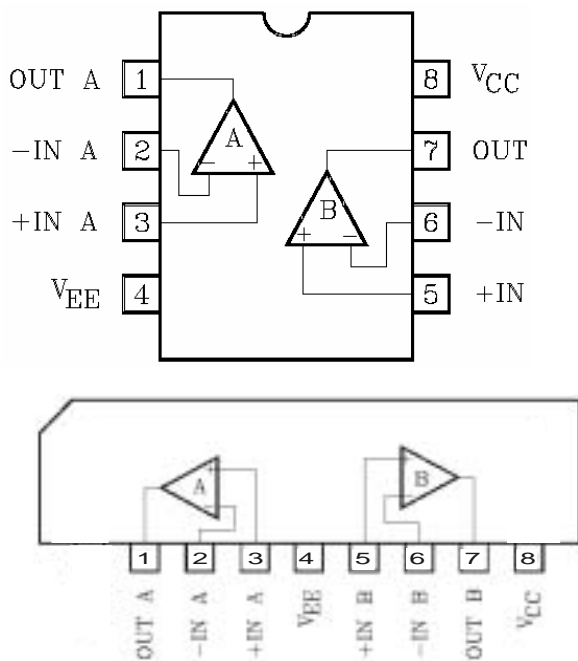 OUT A 1 8 VCC
A
-IN A 2 - + 7 OUT
B
+IN A 3 + - 6 -IN
VEE 4 5 +IN
A + - B + -
1 2 3 4 5 6 7 8
OUT A
-IN A
+IN A
VEE
+IN B
-IN B
OUT B
VCC